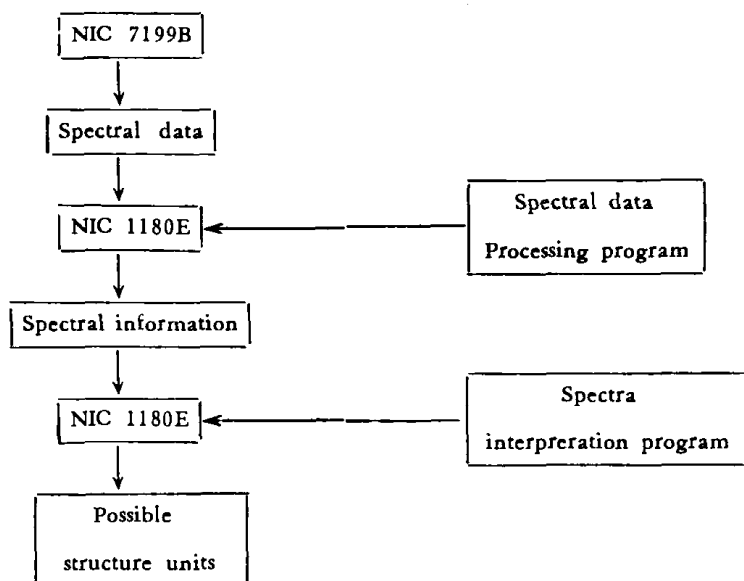 NIC 7199B
Spectral data
NIC 1180E
Spectral data
Processing program
Spectral information
NIC 1180E
Spectra
interpreration program
Possible
structure units